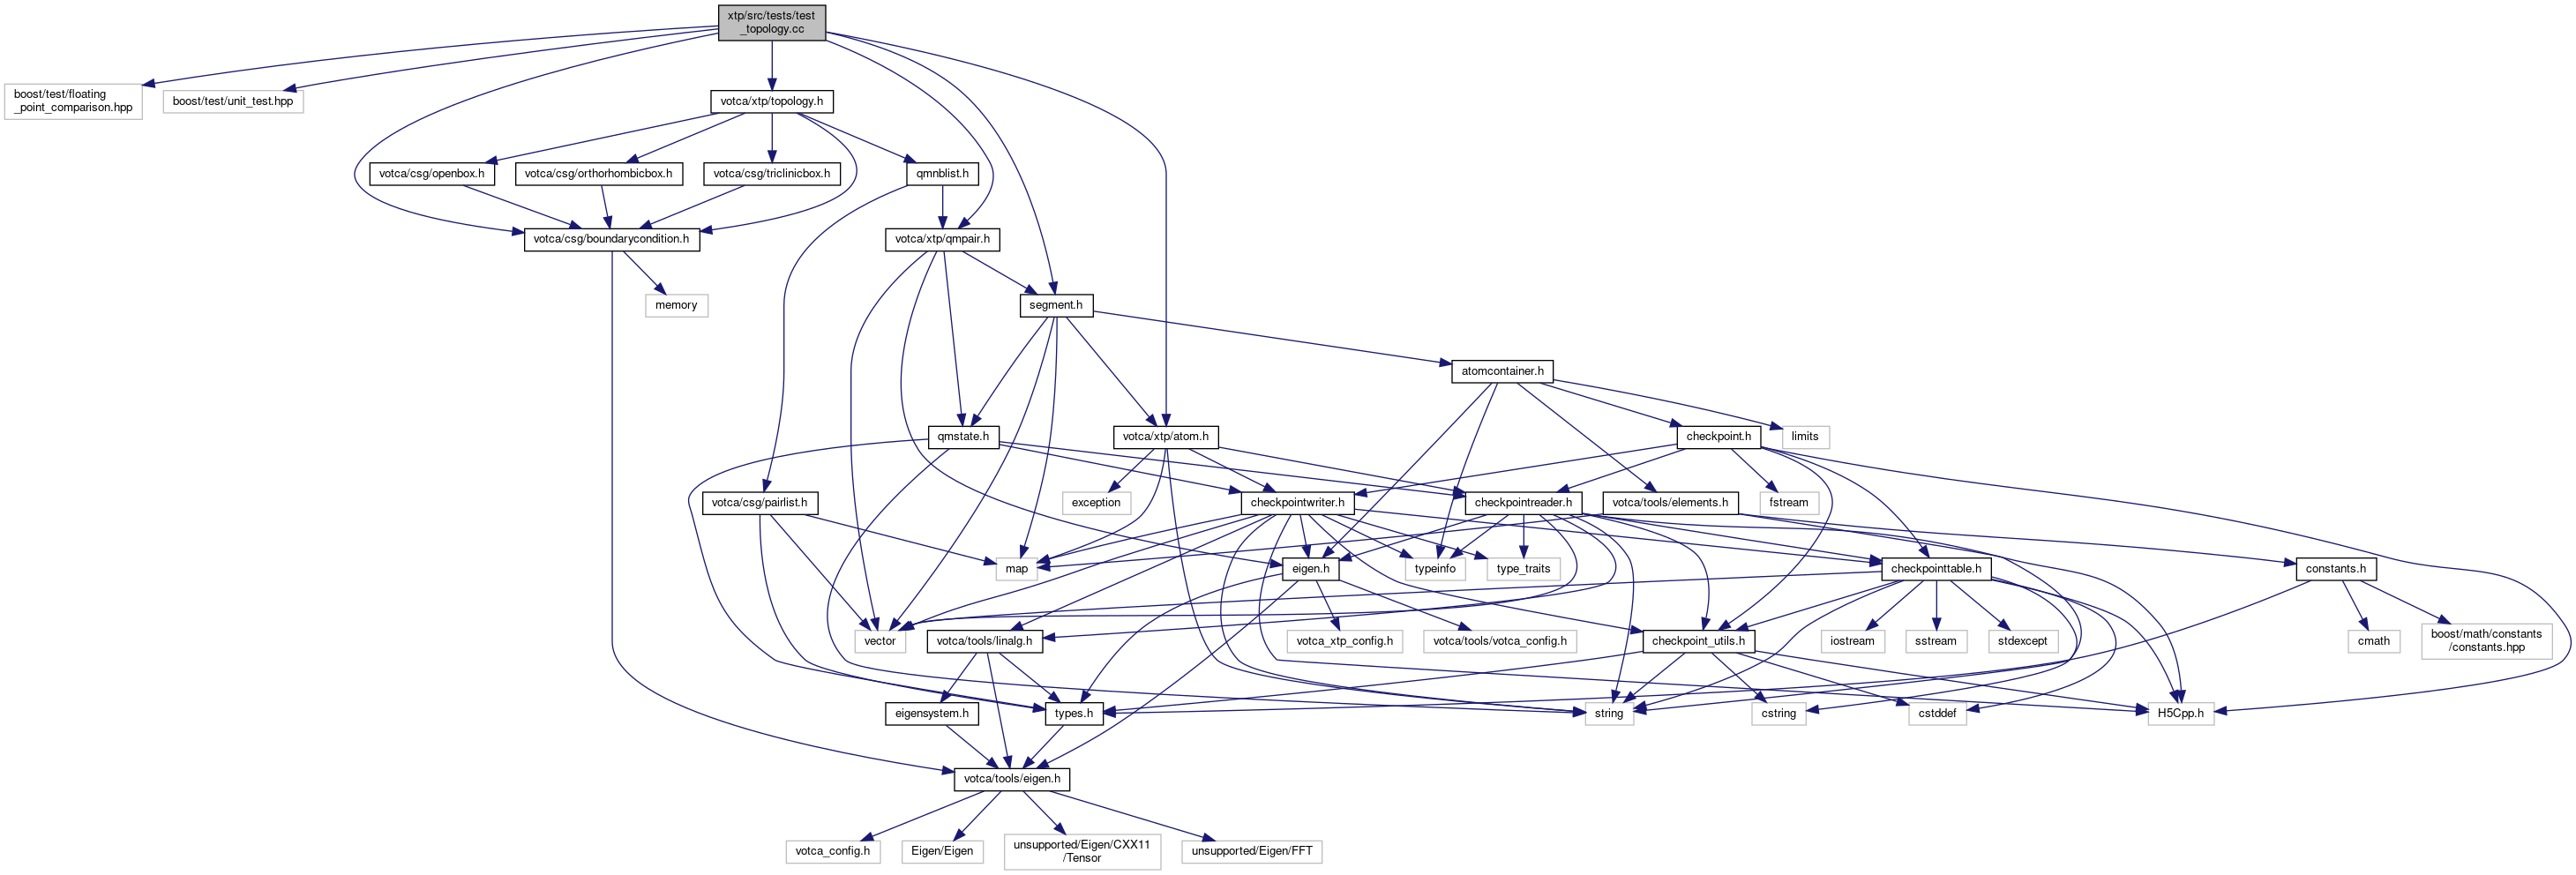 xtp/src/tests/test
_topology.cc
boost/test/floating
_point_comparison.hpp
boost/test/unit_test.hpp
votca/xtp/topology.h
votca/csg/openbox.h
votca/csg/orthorhombicbox.h
votca/csg/triclinicbox.h
qmnblist.h
votca/csg/boundarycondition.h
votca/xtp/qmpair.h
memory
segment.h
atomcontainer.h
qmstate.h
votca/xtp/atom.h
checkpoint.h
limits
votca/csg/pairlist.h
exception
checkpointwriter.h
checkpointreader.h
votca/tools/elements.h
fstream
map
eigen.h
typeinfo
type_traits
checkpointtable.h
constants.h
vector
votca/tools/linalg.h
votca_xtp_config.h
votca/tools/votca_config.h
checkpoint_utils.h
iostream
sstream
stdexcept
cmath
boost/math/constants
/constants.hpp
eigensystem.h
types.h
string
cstring
cstddef
H5Cpp.h
votca/tools/eigen.h
votca_config.h
Eigen/Eigen
unsupported/Eigen/CXX11
/Tensor
unsupported/Eigen/FFT